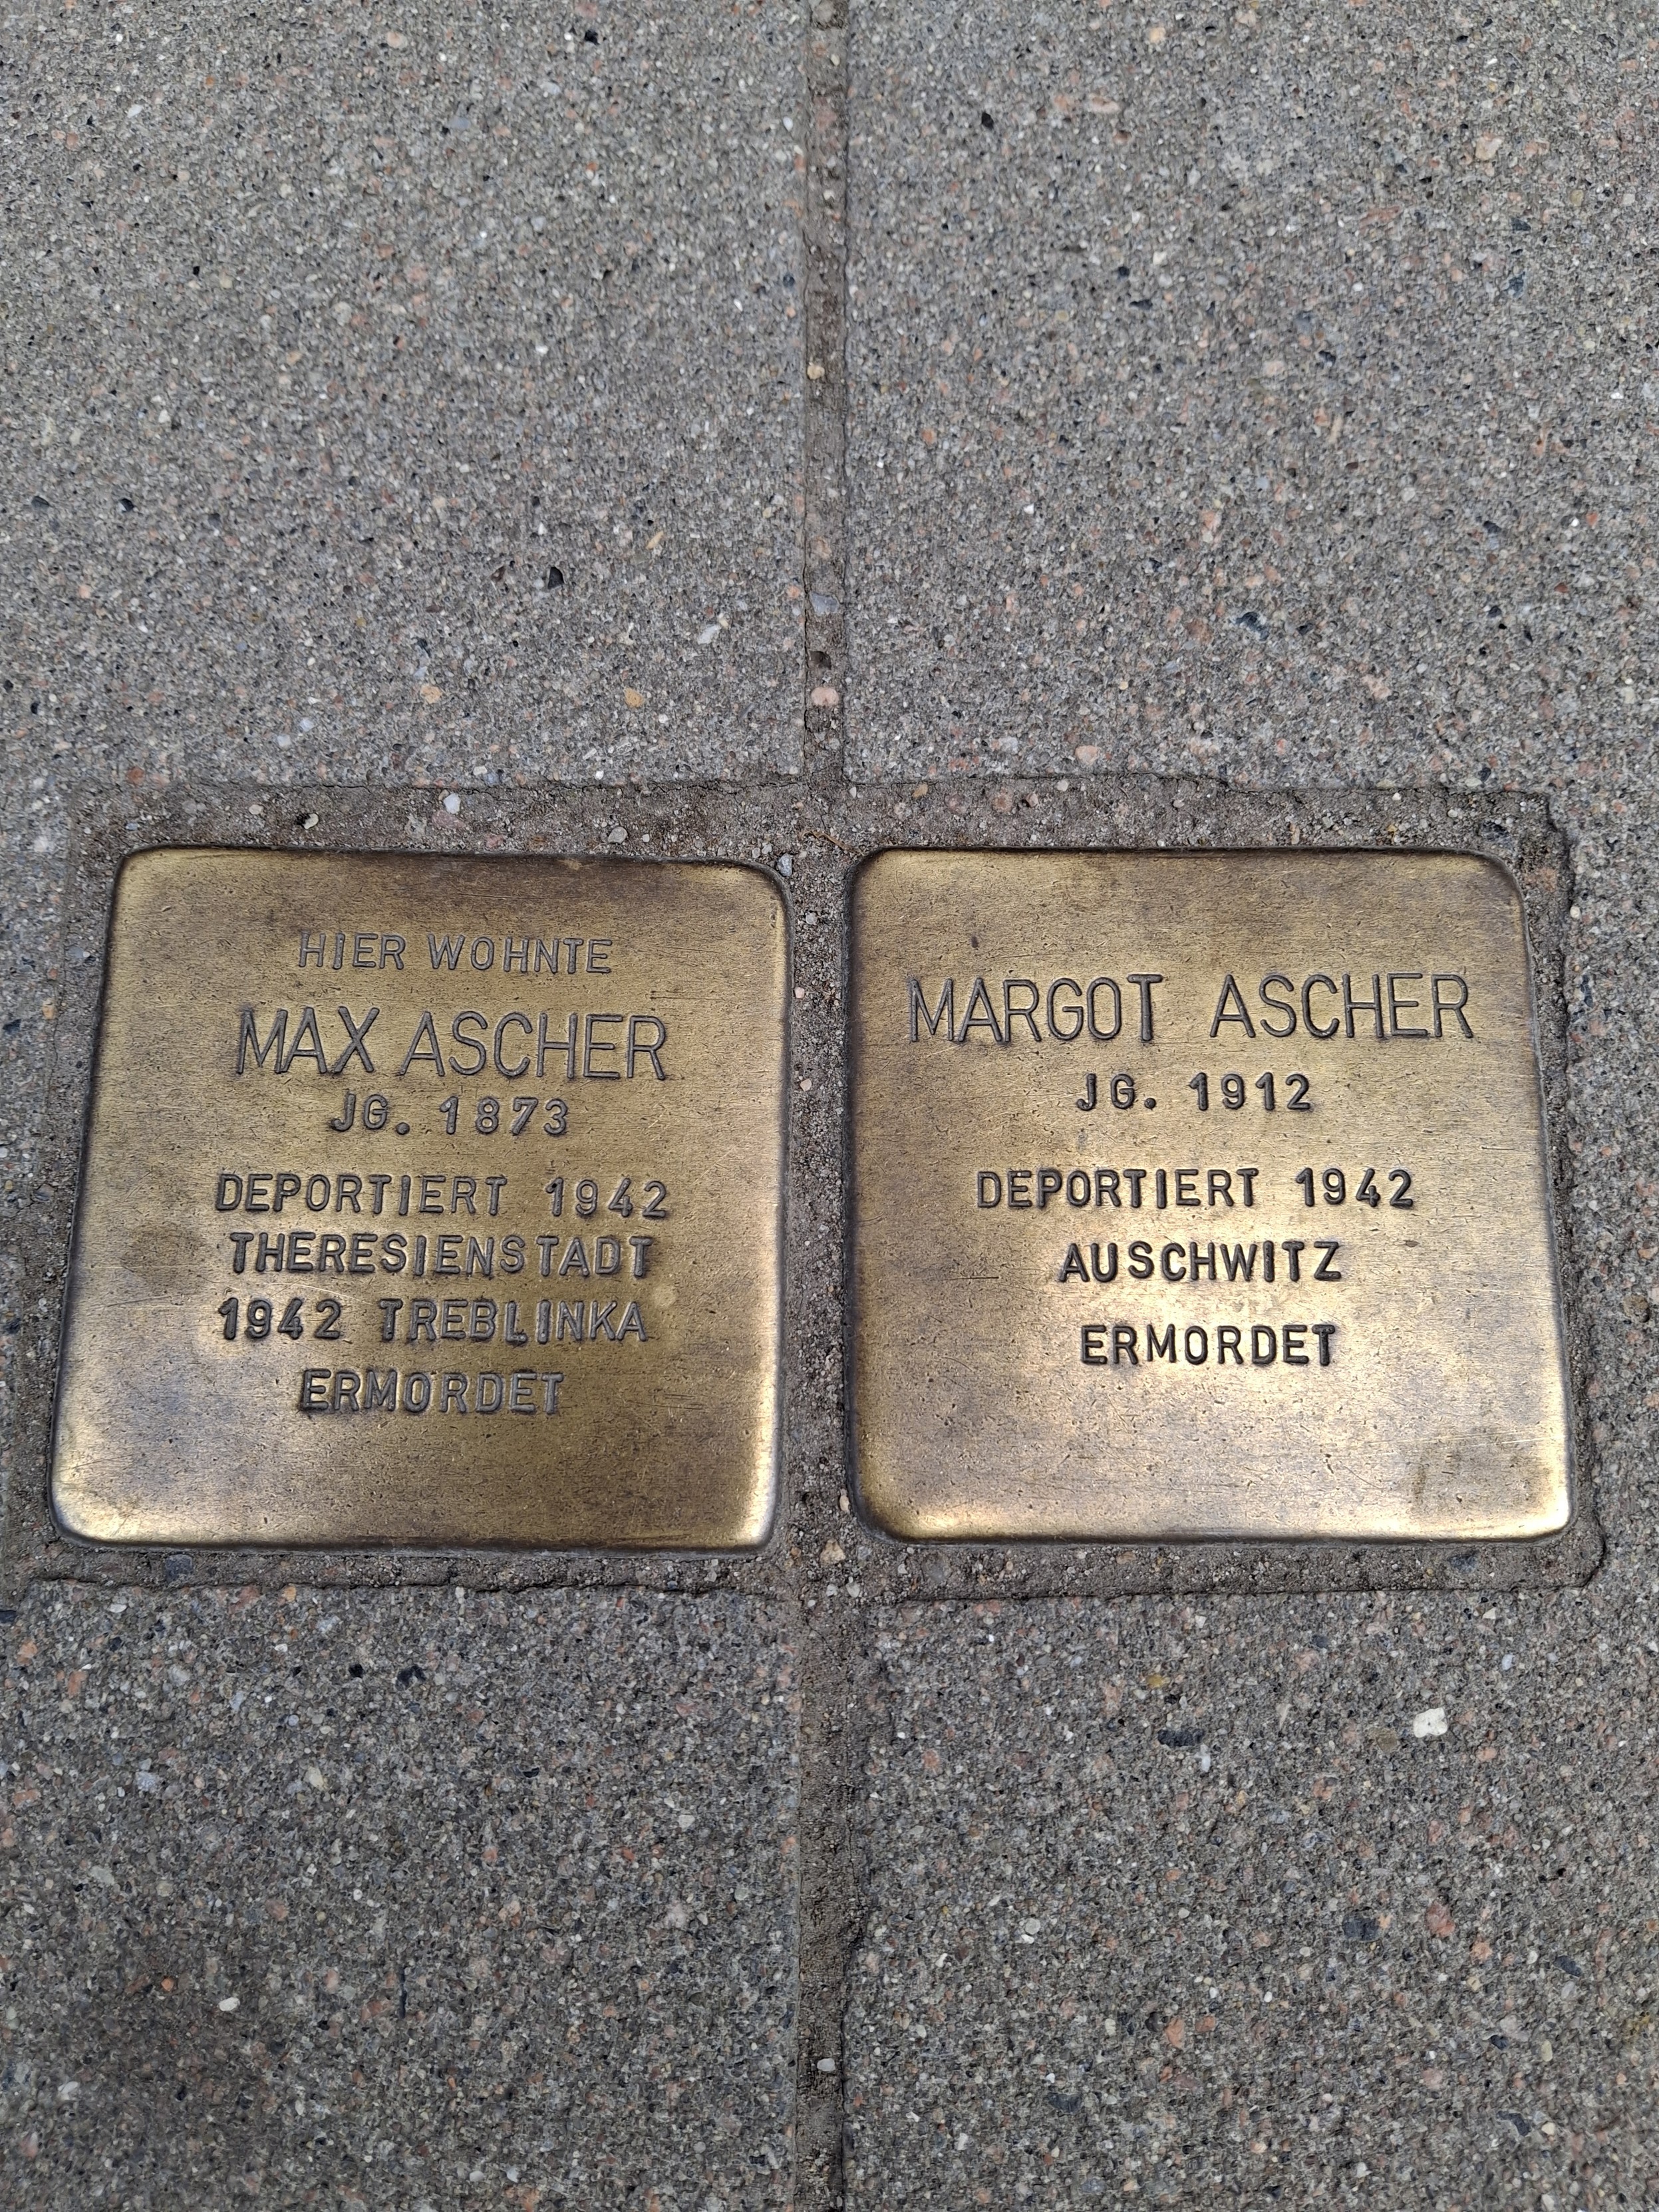 HIER WOHNTE
MAX ASCHER
JG. 1873
DEPORTIERT 1942
THERESIENSTADT
1942 TREBLINKA
ERMORDET
MARGOT ASCHER
JG. 1912
DEPORTIERT 1942
AUSCHWITZ
ERMORDET